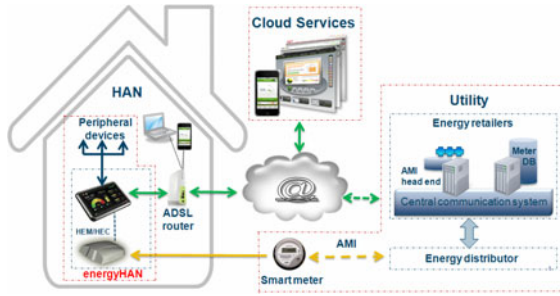 Cloud Services
HAN
Peripheral
devices
HEM/HEC
energyHAN
ADSL
router
@
Utility
Energy retailers
AMI
head end
Meter
DB
Central communication system
AMI
Smart meter
Energy distributor